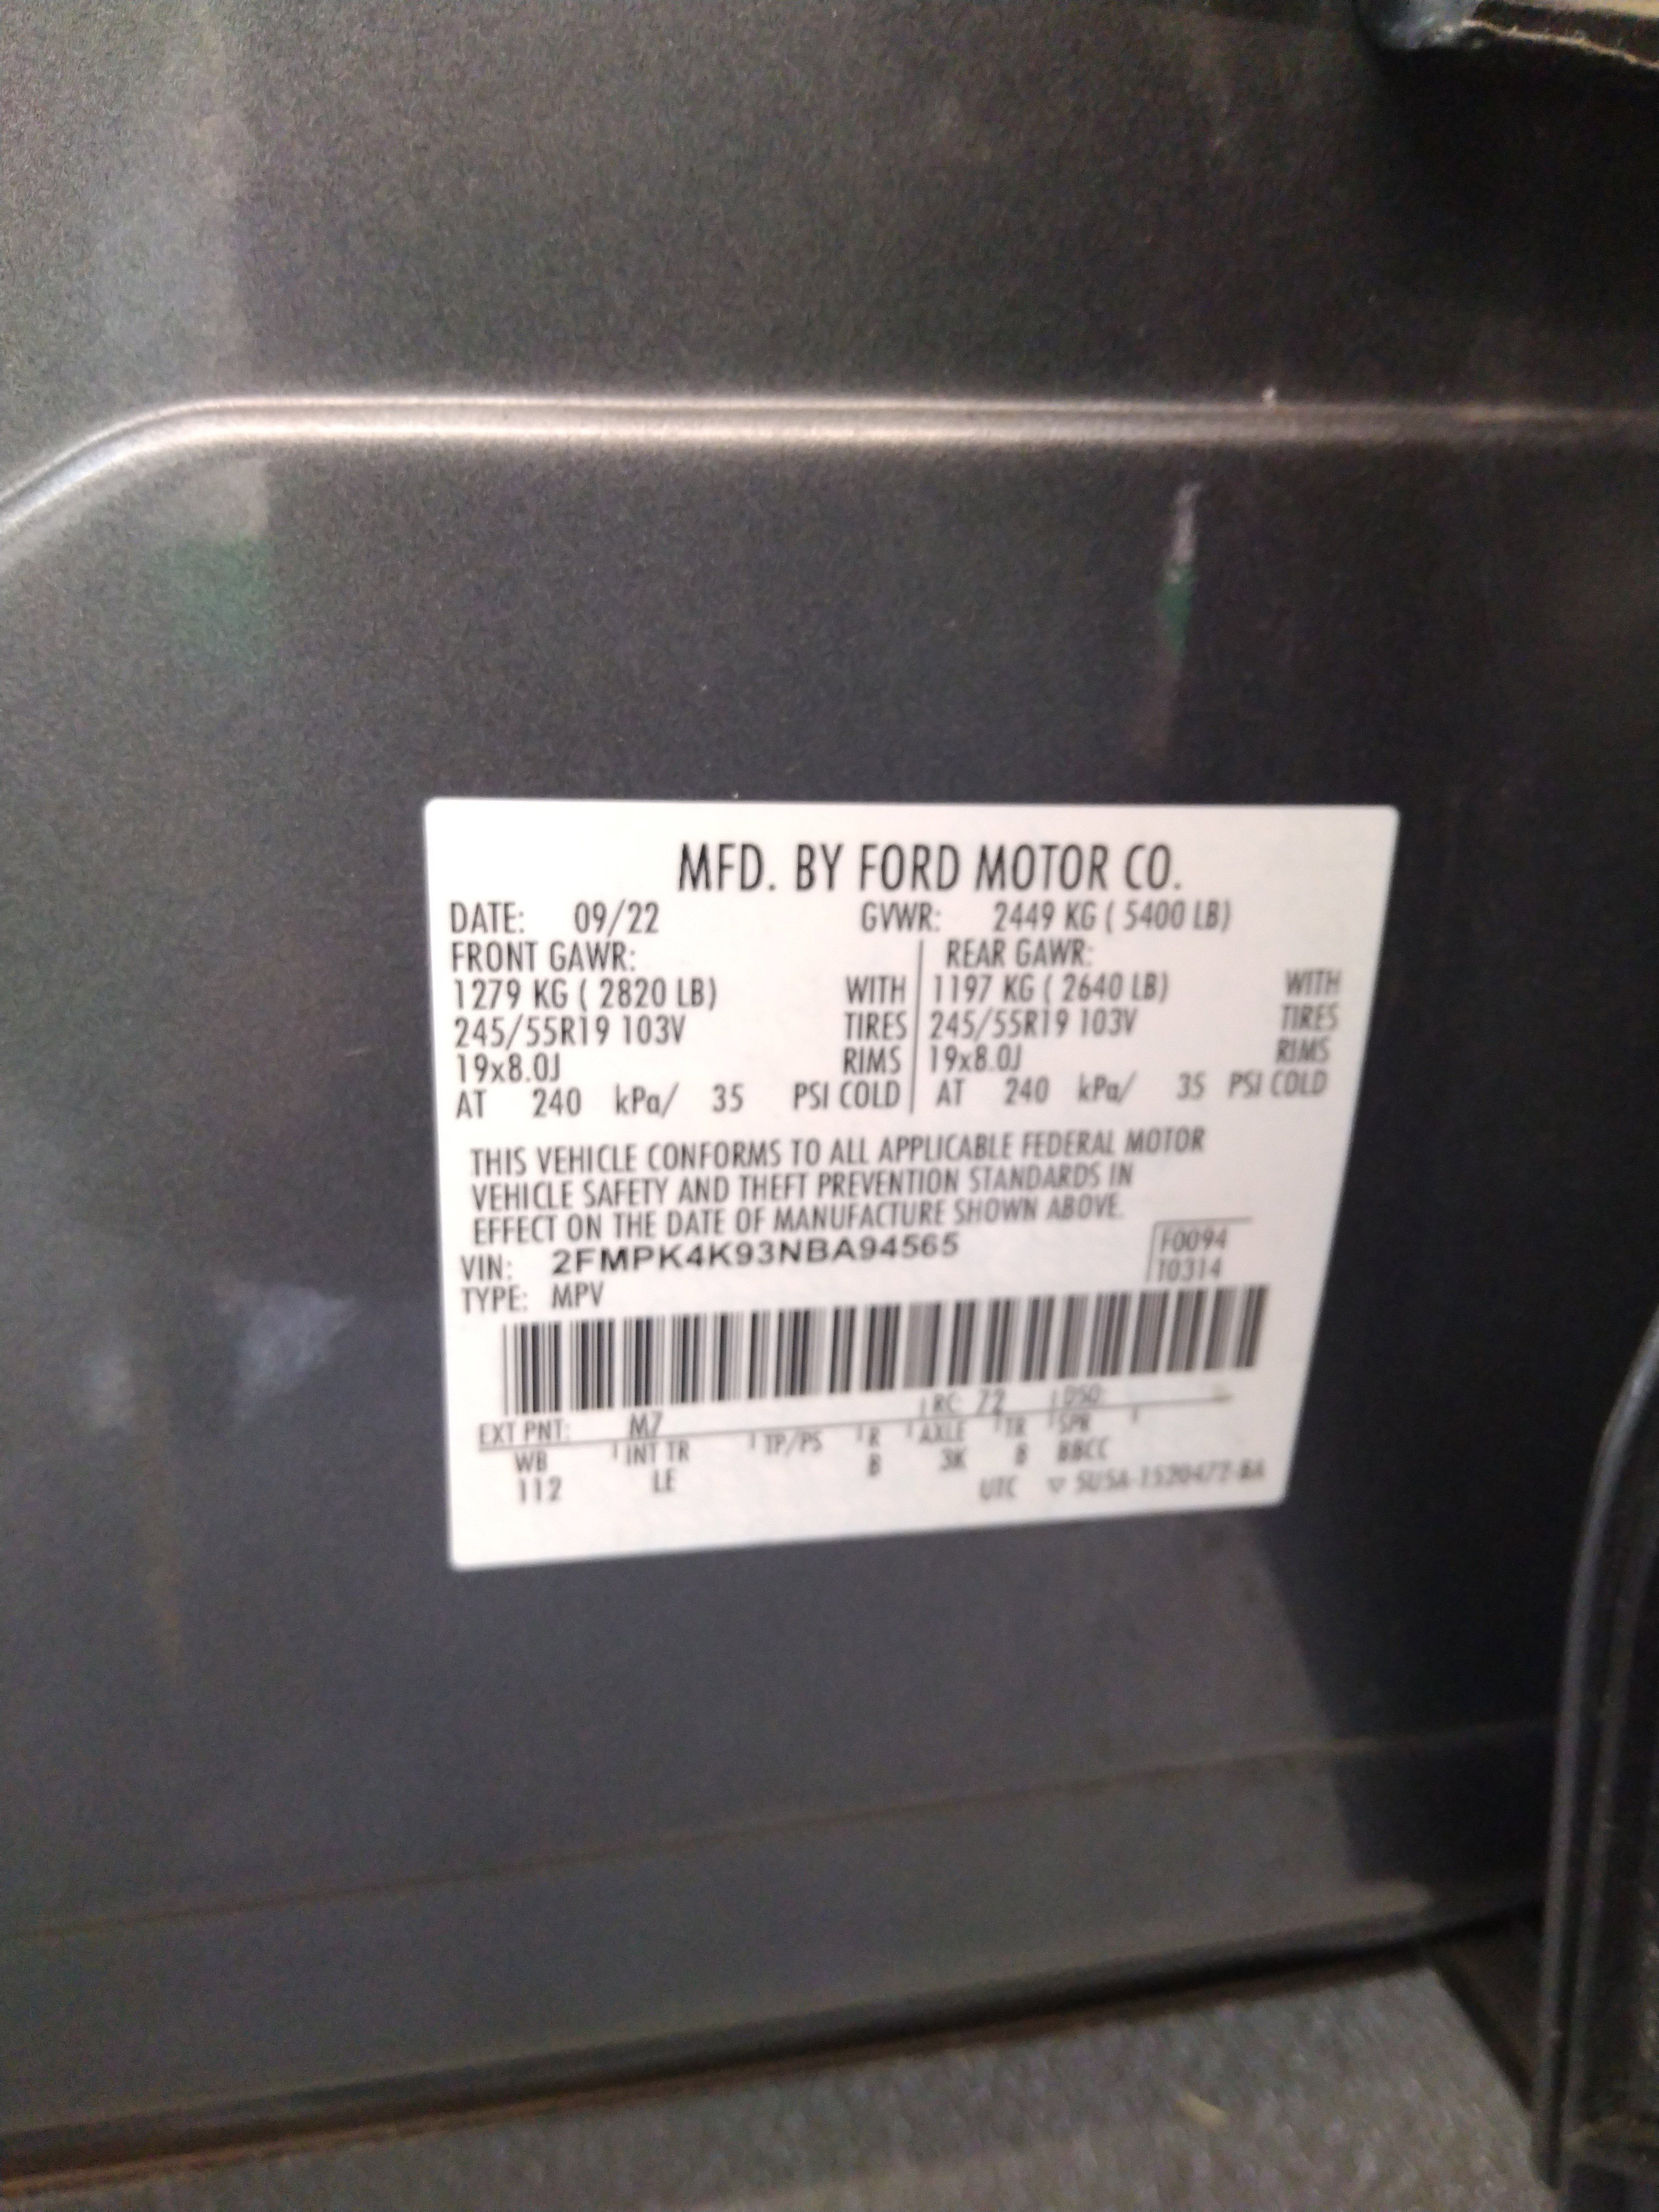 MFD. BY FORD MOTOR CO.
DATE: 09/22 GVWR: 2449 KG ( 5400 LB)
FRONT GAWR: REAR GAWR:
1279 KG ( 2820 LB) WITH 1197 KG ( 2640 LB) WITH
245/55R19 103V TIRES 245/55R19 103V TIRES
19x8.0J RIMS 19x8.0J RIMS
AT 240 kPa/ 35 PSI COLD AT 240 kPa/ 35 PSI COLD
THIS VEHICLE CONFORMS TO ALL APPLICABLE FEDERAL MOTOR
VEHICLE SAFETY AND THEFT PREVENTION STANDARDS IN
EFFECT ON THE DATE OF MANUFACTURE SHOWN ABOVE.
VIN: 2FMPK4K93NBA94565 F0094
TYPE: MPV T0314
EXT PNT: M7 RC: 72 DSO:
WB INT TR TP/PS R AXLE TR SPR
112 LE B 3K B BBCC
UTC ▽ 5U5A-1520472-BA